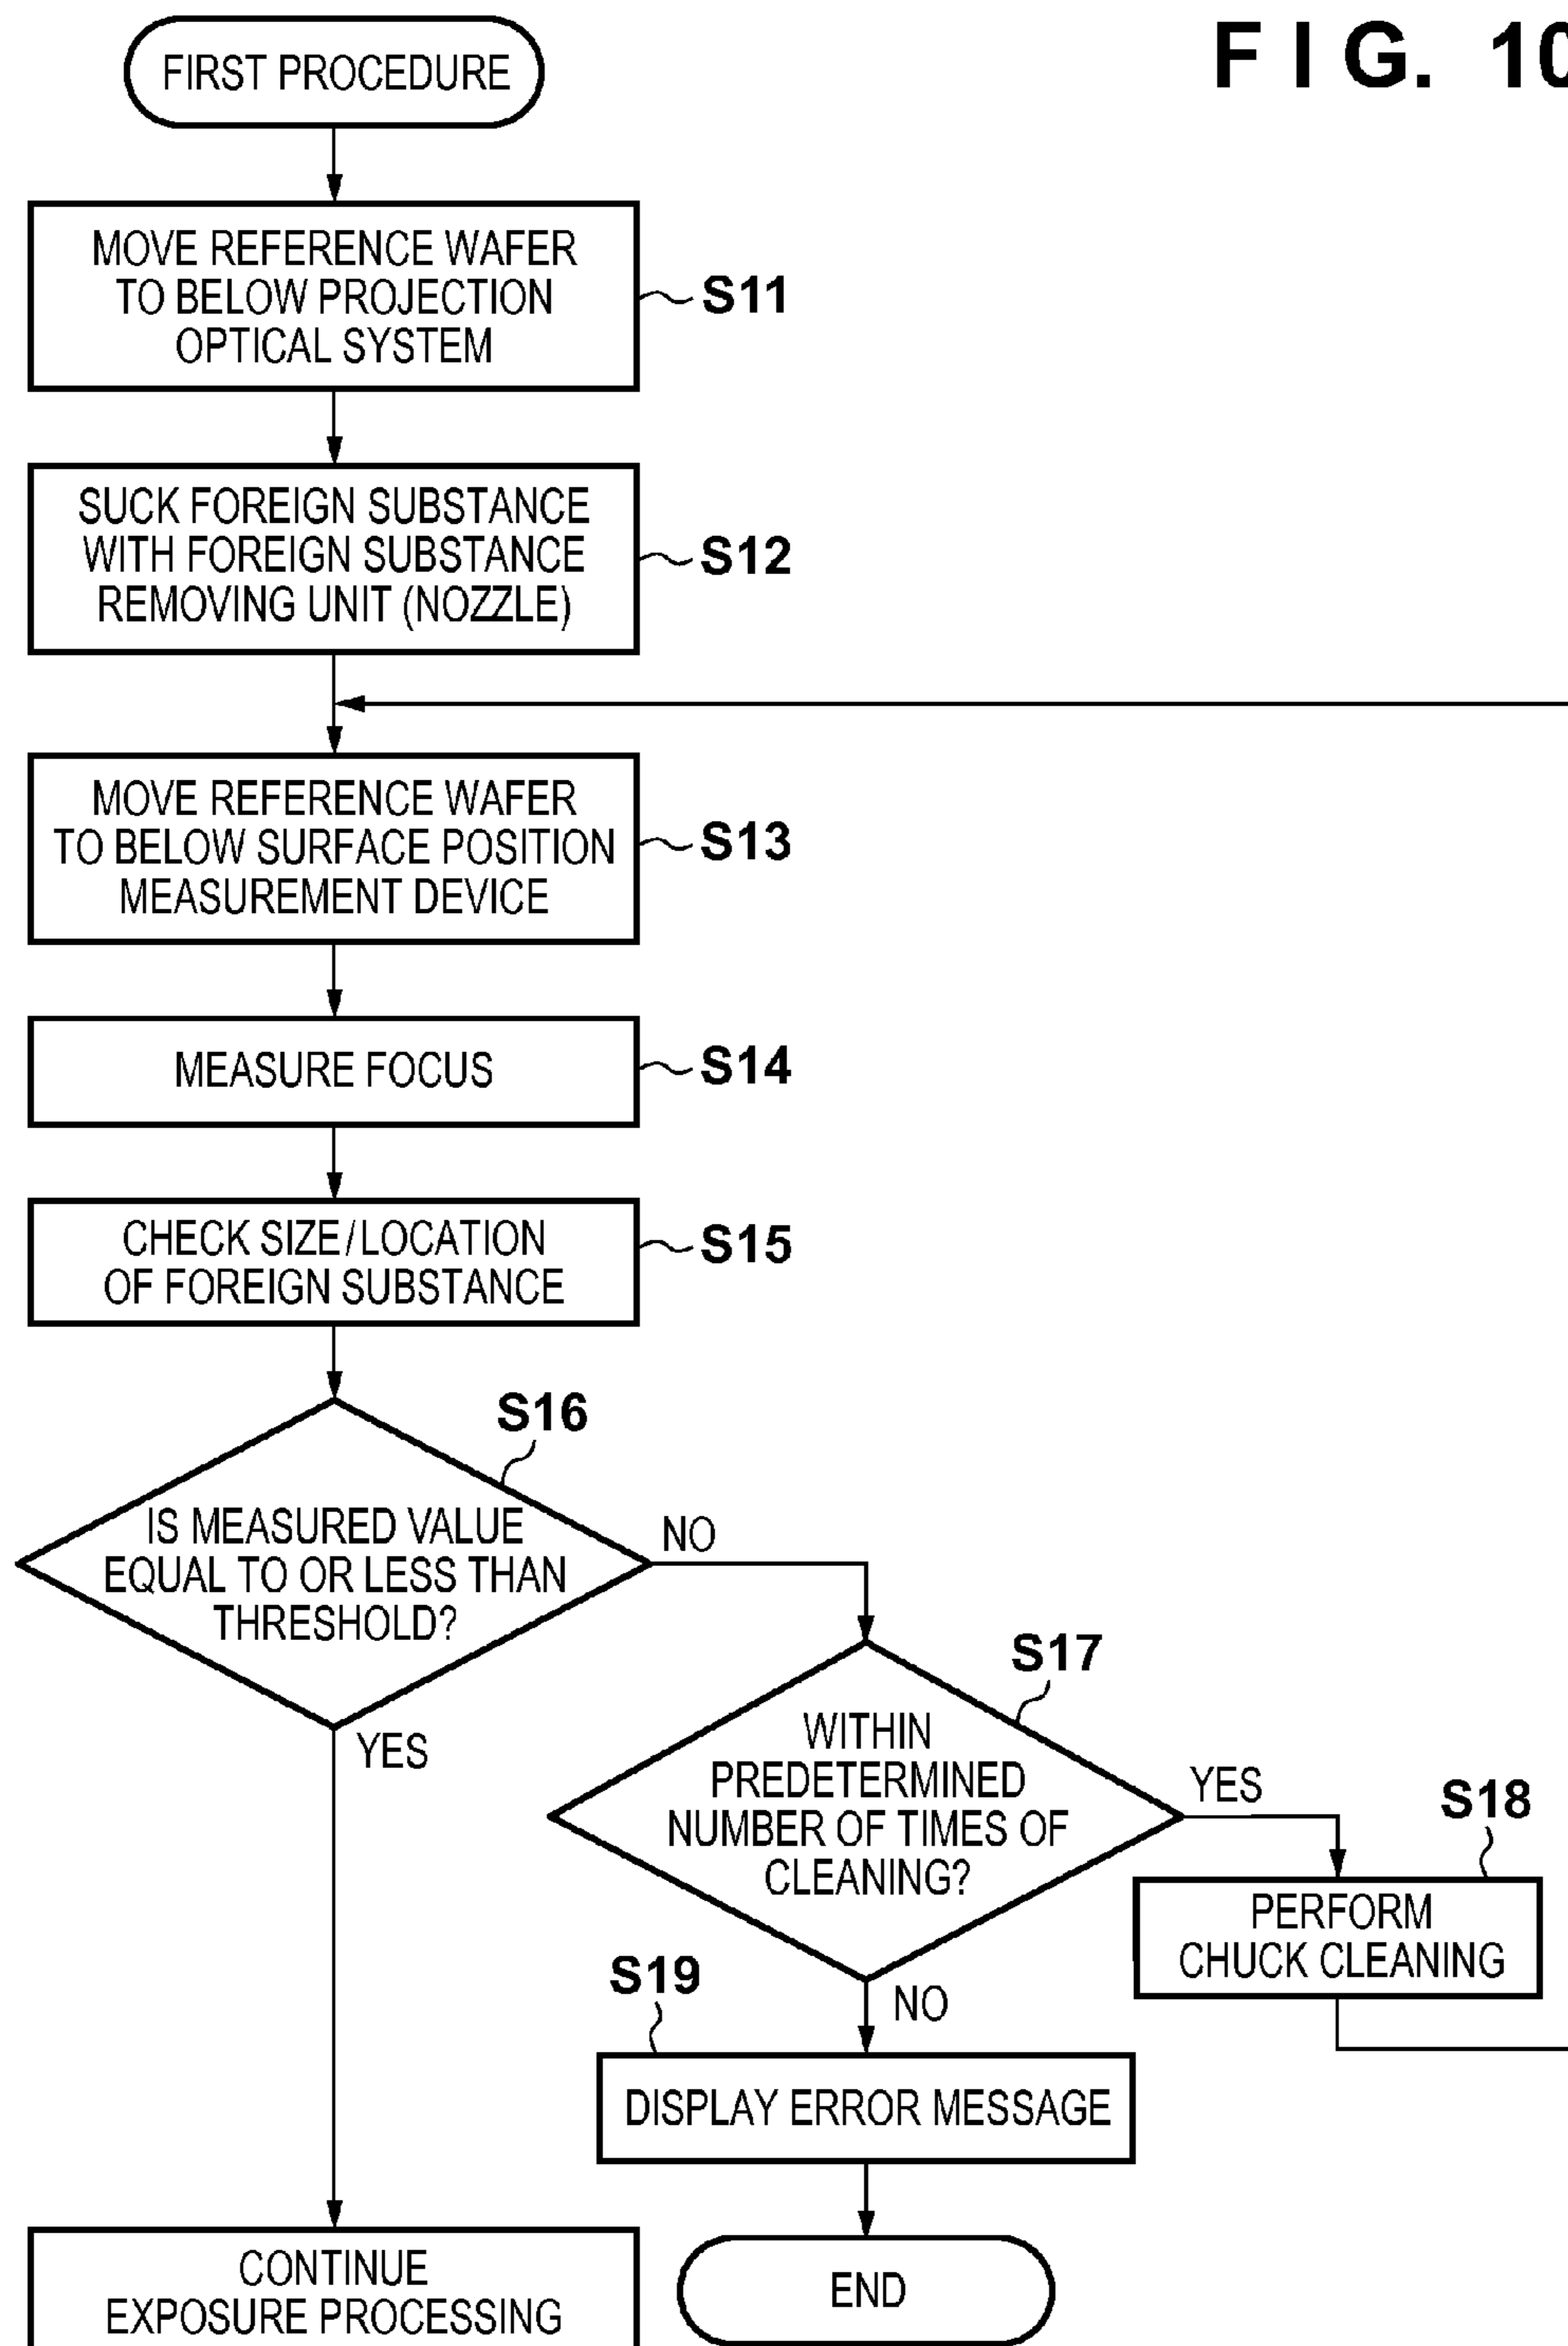 FIG. 10
FIRST PROCEDURE
MOVE REFERENCE WAFER
TO BELOW PROJECTION
OPTICAL SYSTEM
S11
SUCK FOREIGN SUBSTANCE
WITH FOREIGN SUBSTANCE
REMOVING UNIT (NOZZLE)
S12
MOVE REFERENCE WAFER
TO BELOW SURFACE POSITION
MEASUREMENT DEVICE
S13
MEASURE FOCUS
S14
CHECK SIZE/LOCATION
OF FOREIGN SUBSTANCE
S15
S16
IS MEASURED VALUE
EQUAL TO OR LESS THAN
THRESHOLD?
NO
YES
S17
WITHIN
PREDETERMINED
NUMBER OF TIMES OF
CLEANING?
YES
S18
PERFORM
CHUCK CLEANING
NO
S19
DISPLAY ERROR MESSAGE
CONTINUE
EXPOSURE PROCESSING
END